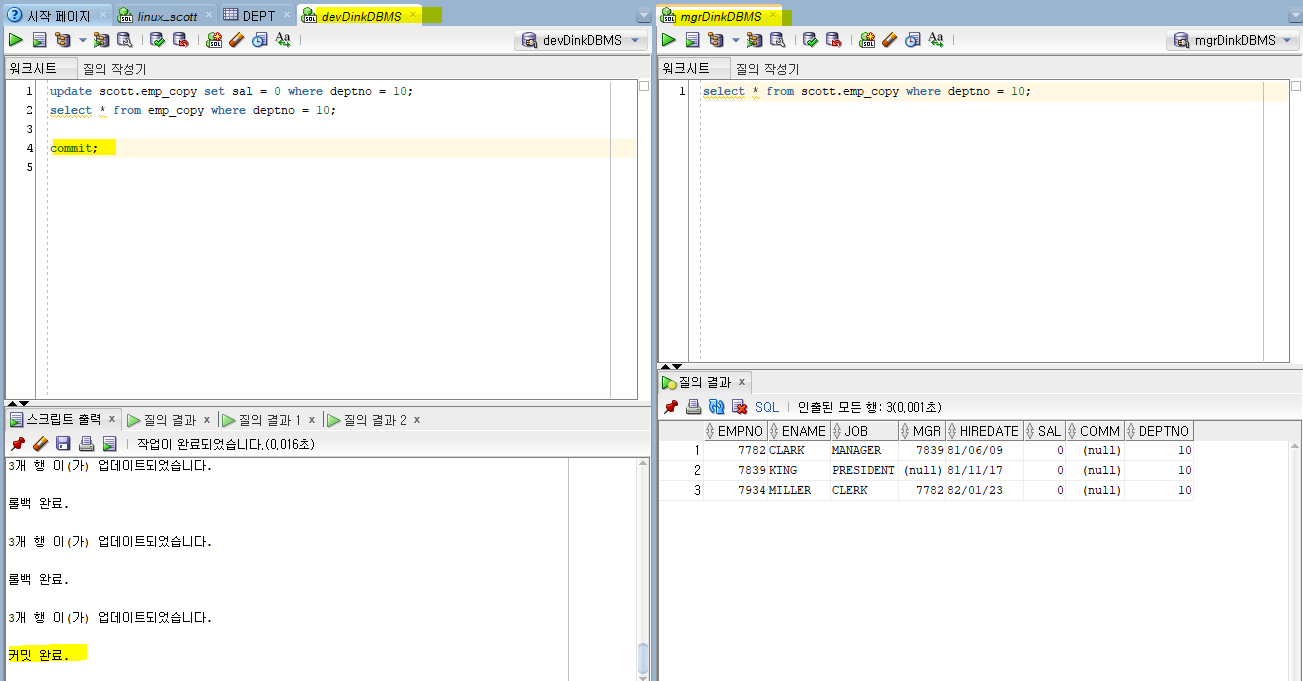 시작 페이지 linux_scott DEPT devDinkDBMS
devDinkDBMS
워크시트 질의 작성기
1 update scott.emp_copy set sal = 0 where deptno = 10;
2 select * from emp_copy where deptno = 10;
3
4 commit;
5
스크립트 출력 x 질의 결과 x 질의 결과 1 x 질의 결과 2 x
작업이 완료되었습니다.(0,016초)
3개 행 이(가) 업데이트되었습니다.
롤백 완료.
3개 행 이(가) 업데이트되었습니다.
롤백 완료.
3개 행 이(가) 업데이트되었습니다.
커밋 완료.
mgrDinkDBMS
mgrDinkDBMS
워크시트 질의 작성기
1 select * from scott.emp_copy where deptno = 10;
질의 결과 x
SQL | 인출된 모든 행: 3(0,001초)
EMPNO ENAME JOB MGR HIREDATE SAL COMM DEPTNO
1 7782 CLARK MANAGER 7839 81/06/09 0 (null) 10
2 7839 KING PRESIDENT (null) 81/11/17 0 (null) 10
3 7934 MILLER CLERK 7782 82/01/23 0 (null) 10